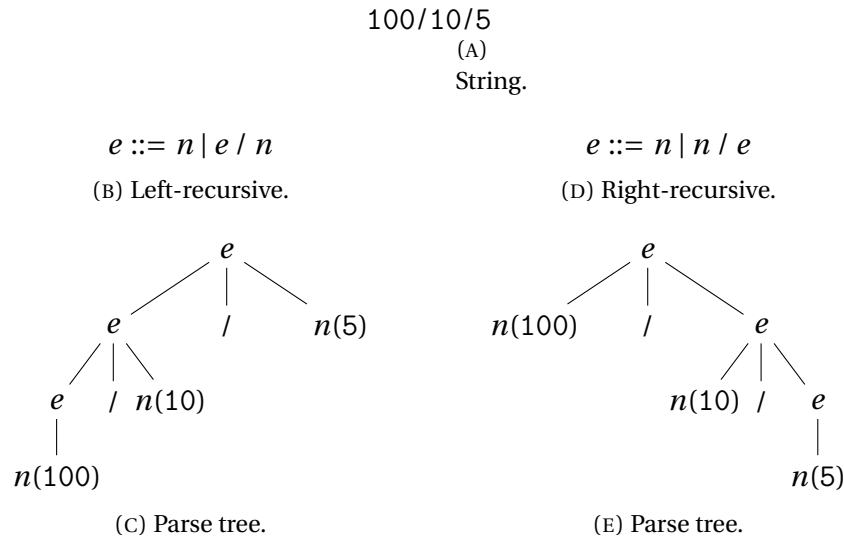 100/10/5
(A)
String.
e ::= n | e / n
(B) Left-recursive.
e ::= n | n / e
(D) Right-recursive.
e
e / n(5)
e / n(10)
n(100)
(C) Parse tree.
e
n(100) / e
n(10) / e
n(5)
(E) Parse tree.